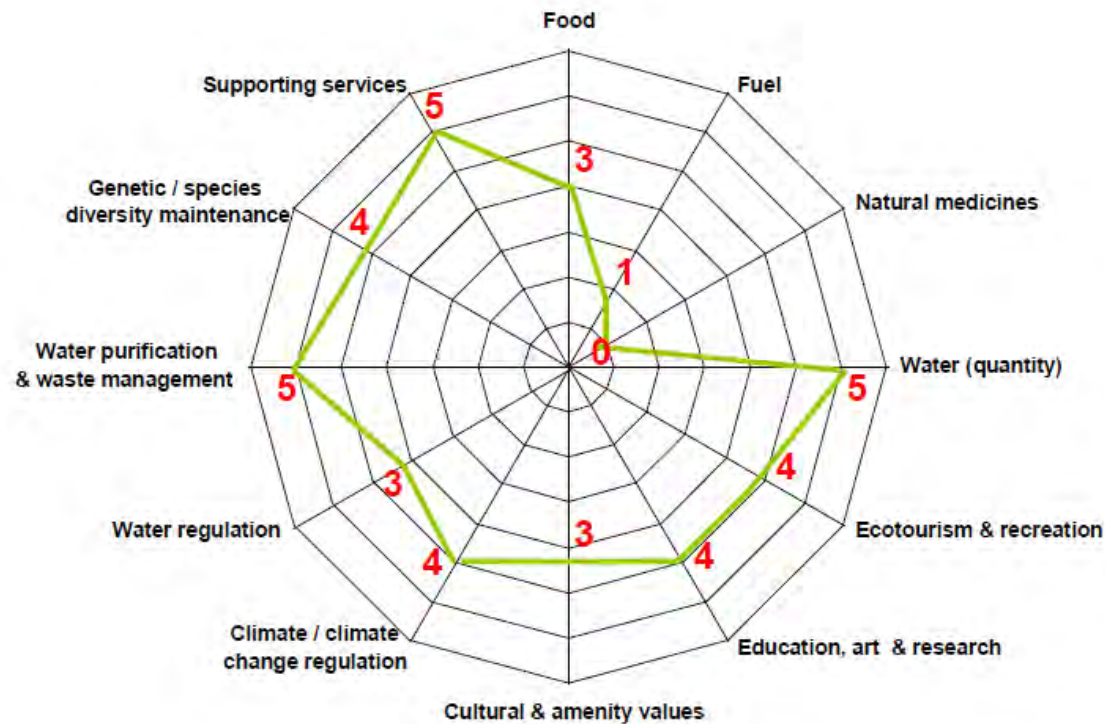 Food
Supporting services
5
Fuel
3
Genetic / species
diversity maintenance
4
Natural medicines
1
0
Water purification
& waste management
5
Water (quantity)
5
4
3
Water regulation
Ecotourism & recreation
3
4
4
Climate / climate
change regulation
Education, art & research
Cultural & amenity values